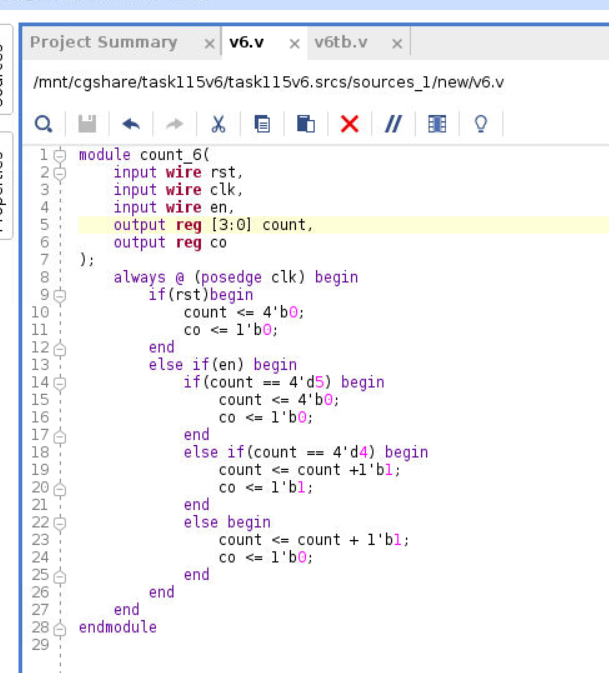 Project Summary × v6.v × v6tb.v ×
/mnt/cgshare/task115v6/task115v6.srcs/sources_1/new/v6.v
Properties
1 module count_6(
2     input wire rst,
3     input wire clk,
4     input wire en,
5     output reg [3:0] count,
6     output reg co
7 );
8     always @ (posedge clk) begin
9         if(rst)begin
10             count <= 4'b0;
11             co <= 1'b0;
12         end
13         else if(en) begin
14             if(count == 4'd5) begin
15                 count <= 4'b0;
16                 co <= 1'b0;
17             end
18             else if(count == 4'd4) begin
19                 count <= count +1'b1;
20                 co <= 1'b1;
21             end
22             else begin
23                 count <= count + 1'b1;
24                 co <= 1'b0;
25             end
26         end
27     end
28 endmodule
29